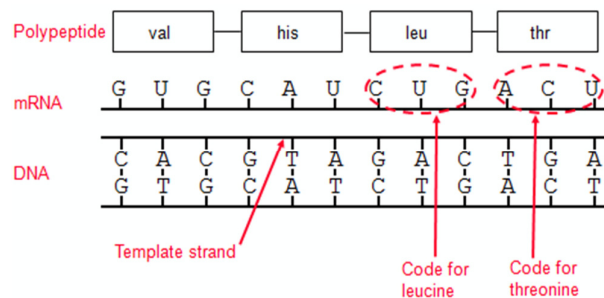 Polypeptide val his leu thr
mRNA G U G C A U C U G A C U
DNA
C A C G T A G A C T G A
G T G C A T C T G A C T
Template strand
Code for
leucine
Code for
threonine